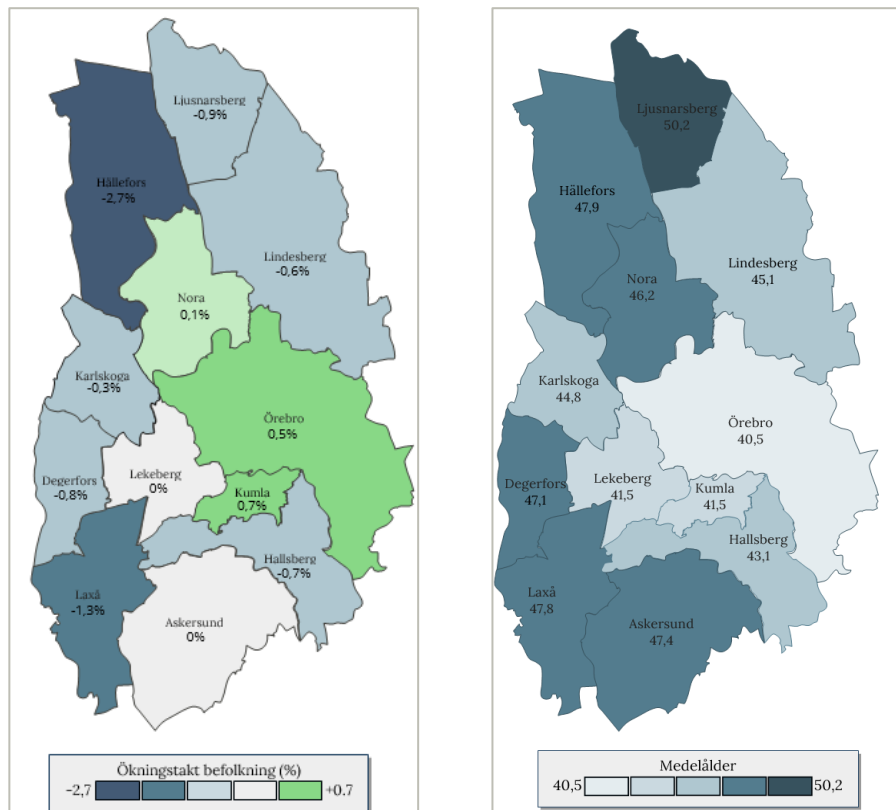 Ljusnarsberg
-0,9%
Hällefors
-2,7%
Lindesberg
-0,6%
Nora
0,1%
Karlskoga
-0,3%
Örebro
0,5%
Degerfors
-0,8%
Lekeberg
0%
Kumla
0,7%
Hallsberg
-0,7%
Laxå
-1,3%
Askersund
0%
Ökningstakt befolkning (%)
-2,7 +0.7
Ljusnarsberg
50,2
Hällefors
47,9
Lindesberg
45,1
Nora
46,2
Karlskoga
44,8
Örebro
40,5
Degerfors
47,1
Lekeberg
41,5
Kumla
41,5
Hallsberg
43,1
Laxå
47,8
Askersund
47,4
Medelålder
40,5 50,2